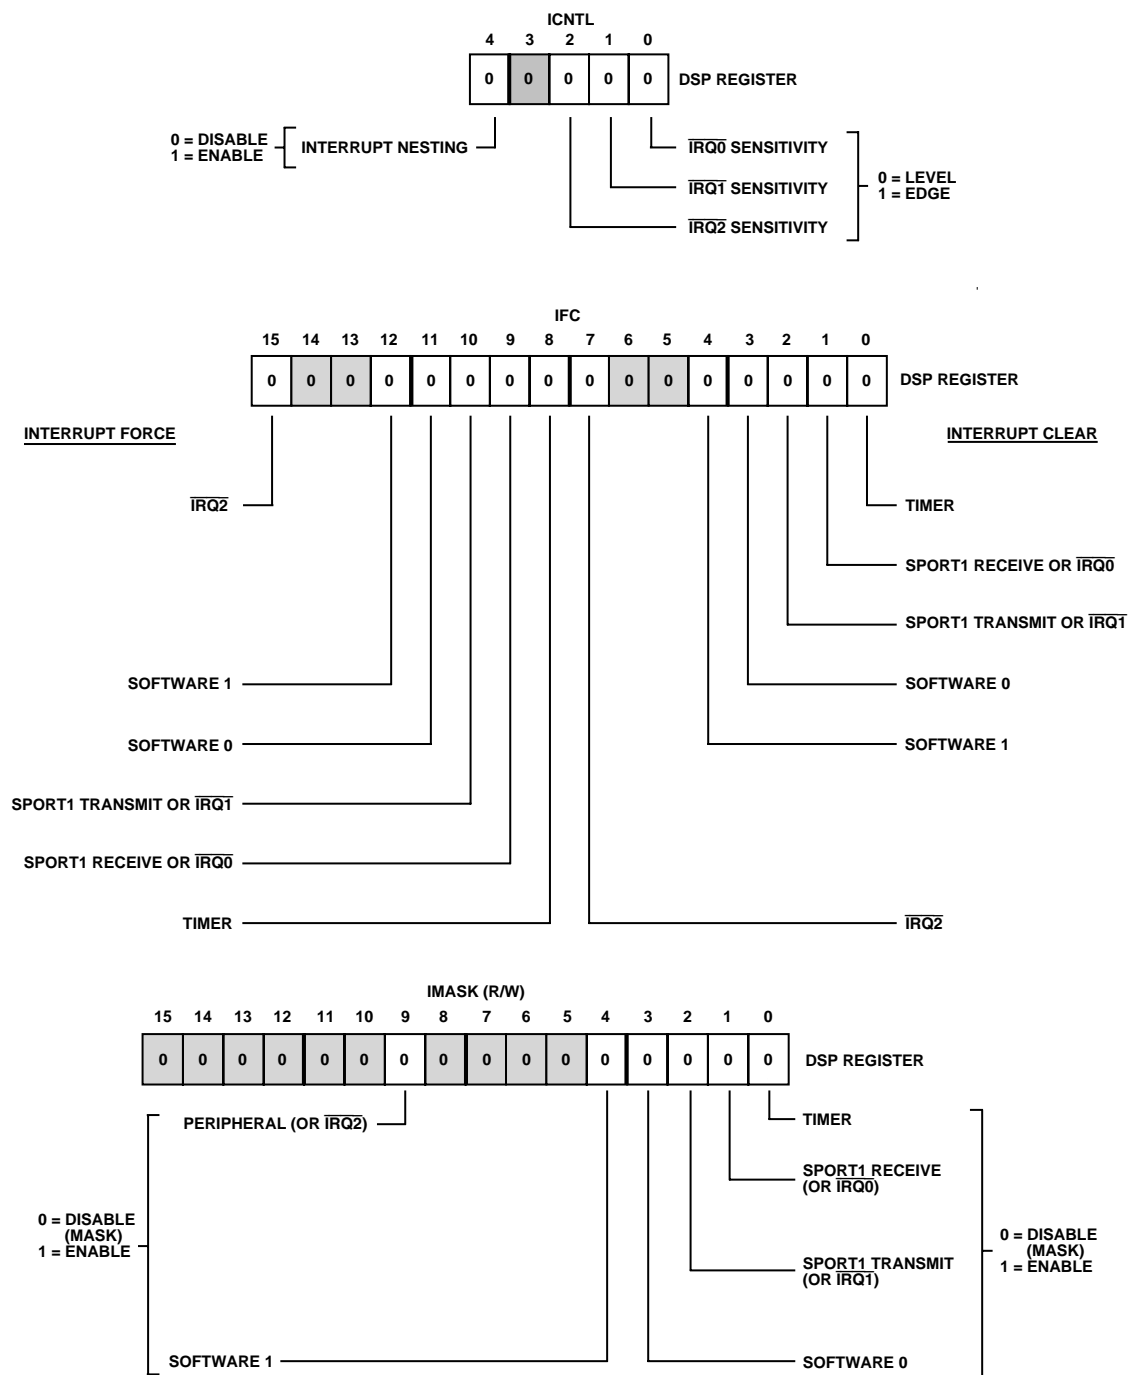 ICNTL
4 3 2 1 0
0 0 0 0 0 DSP REGISTER
0 = DISABLE
1 = ENABLE
INTERRUPT NESTING
IRQ0 SENSITIVITY
IRQ1 SENSITIVITY
IRQ2 SENSITIVITY
0 = LEVEL
1 = EDGE
IFC
15 14 13 12 11 10 9 8 7 6 5 4 3 2 1 0
0 0 0 0 0 0 0 0 0 0 0 0 0 0 0 0 DSP REGISTER
INTERRUPT FORCE INTERRUPT CLEAR
IRQ2 TIMER
SPORT1 RECEIVE OR IRQ0
SPORT1 TRANSMIT OR IRQ1
SOFTWARE 1 SOFTWARE 0
SOFTWARE 0 SOFTWARE 1
SPORT1 TRANSMIT OR IRQ1
SPORT1 RECEIVE OR IRQ0
TIMER IRQ2
IMASK (R/W)
15 14 13 12 11 10 9 8 7 6 5 4 3 2 1 0
0 0 0 0 0 0 0 0 0 0 0 0 0 0 0 0 DSP REGISTER
PERIPHERAL (OR IRQ2) TIMER
SPORT1 RECEIVE
(OR IRQ0)
0 = DISABLE
(MASK)
1 = ENABLE
SPORT1 TRANSMIT
(OR IRQ1)
0 = DISABLE
(MASK)
1 = ENABLE
SOFTWARE 1 SOFTWARE 0